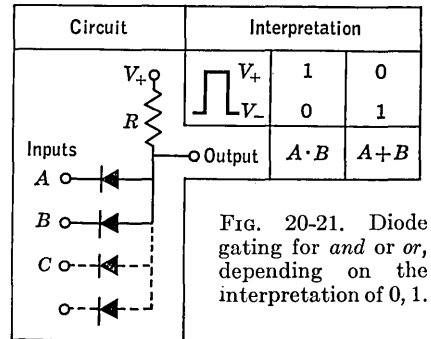 Circuit Interpretation
V₊ V₊ 1 0
R V₋ 0 1
Inputs Output A·B A+B
A
B
C
FIG. 20-21. Diode
gating for and or or,
depending on the
interpretation of 0, 1.